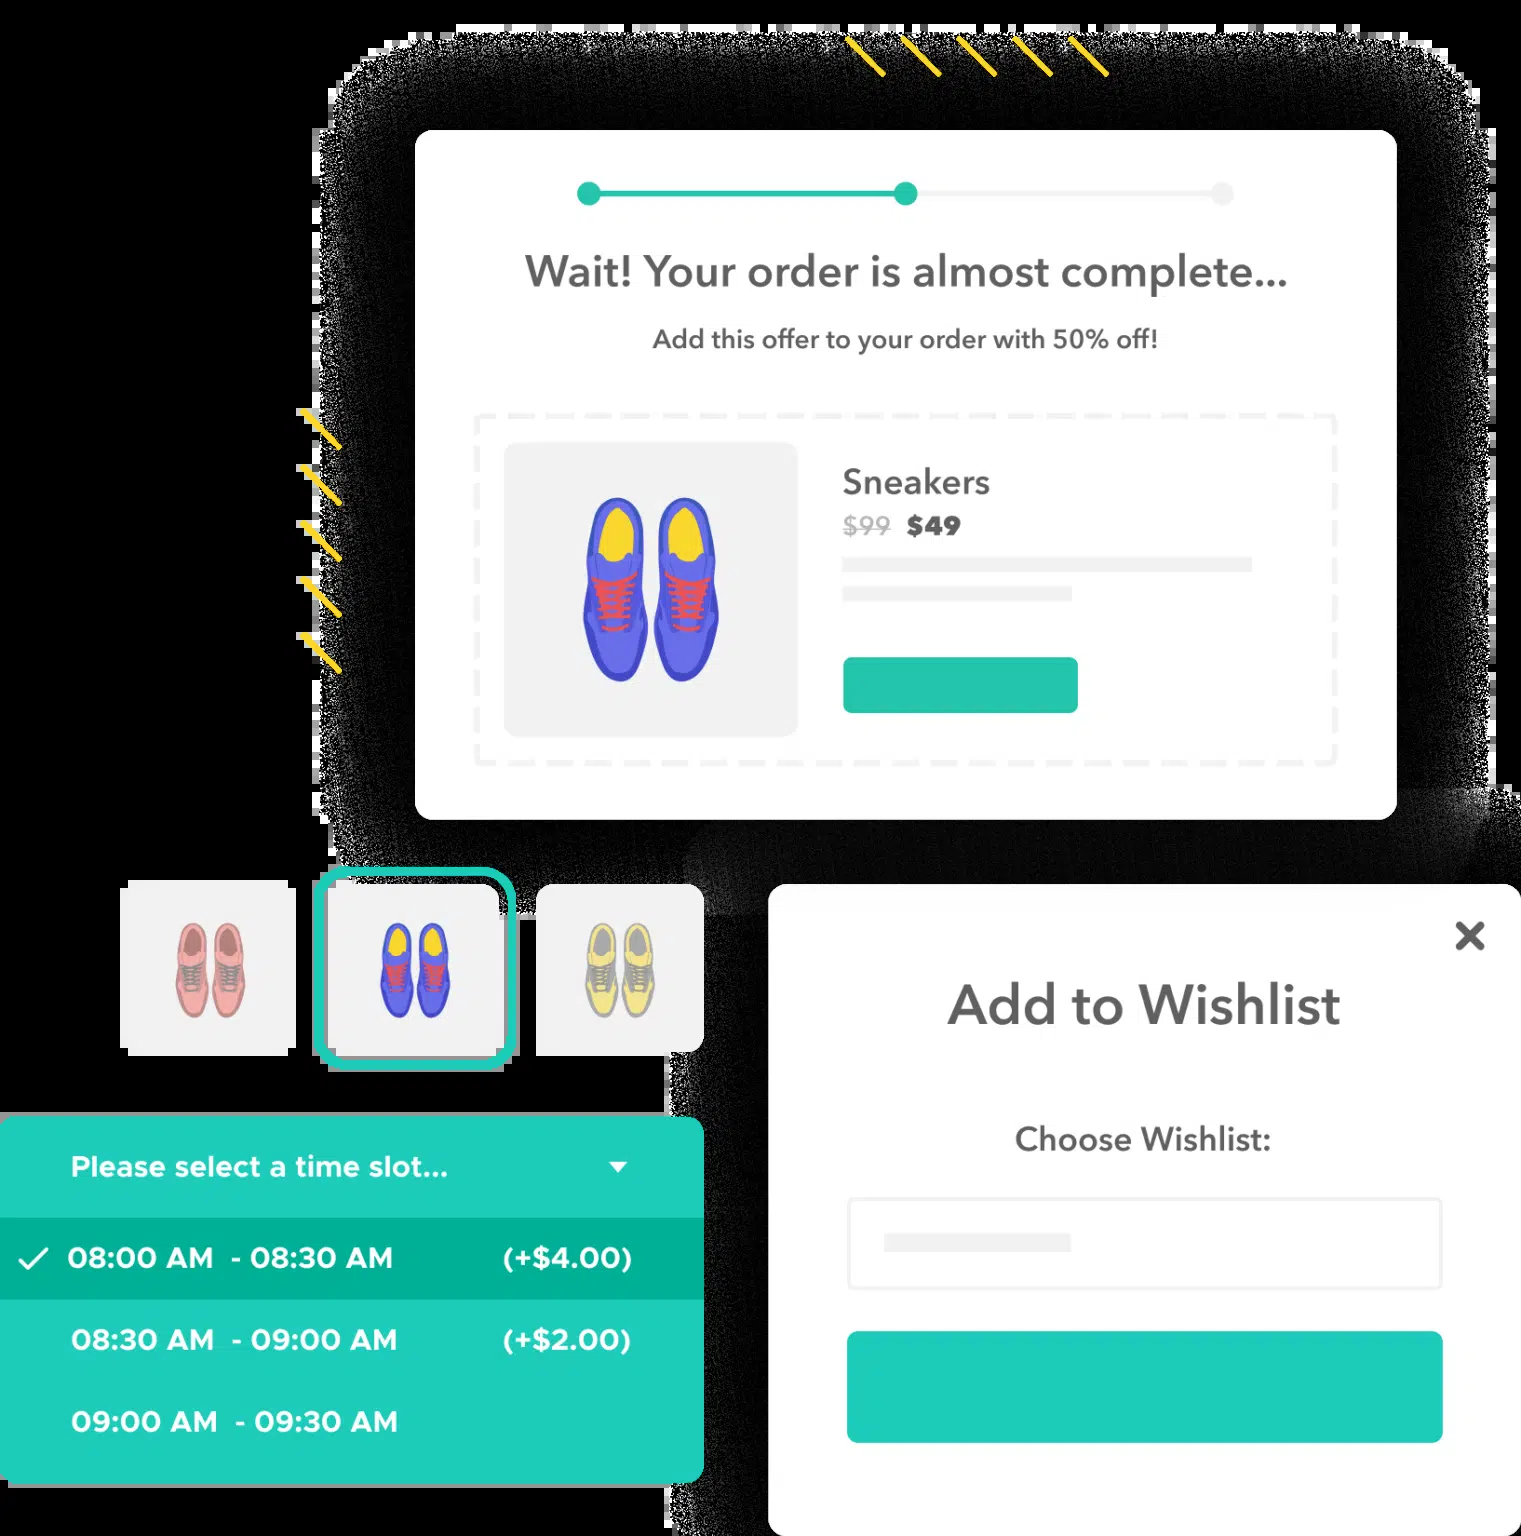 Wait! Your order is almost complete...
Add this offer to your order with 50% off!
Sneakers
$99 $49
Add to Wishlist
Choose Wishlist:
Please select a time slot...
08:00 AM - 08:30 AM (+$4.00)
08:30 AM - 09:00 AM (+$2.00)
09:00 AM - 09:30 AM